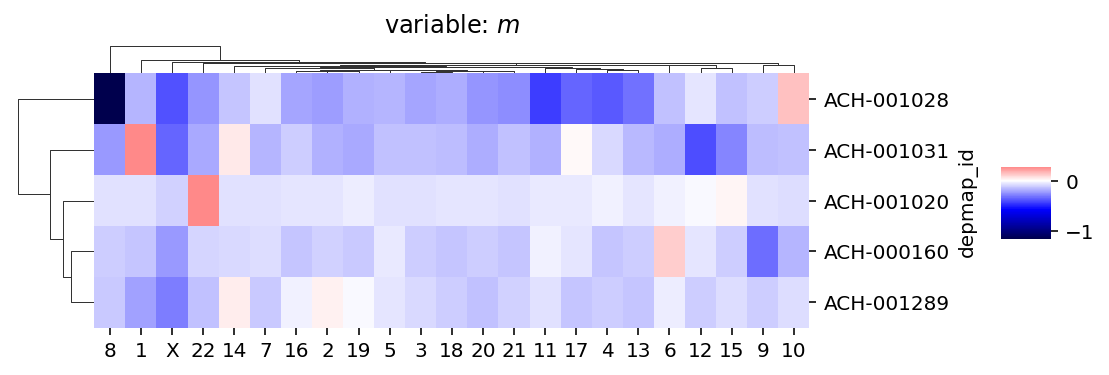 variable: m
ACH-001028
ACH-001031
ACH-001020
ACH-000160
ACH-001289
depmap_id
0
−1
8 1 X 22 14 7 16 2 19 5 3 18 20 21 11 17 4 13 6 12 15 9 10